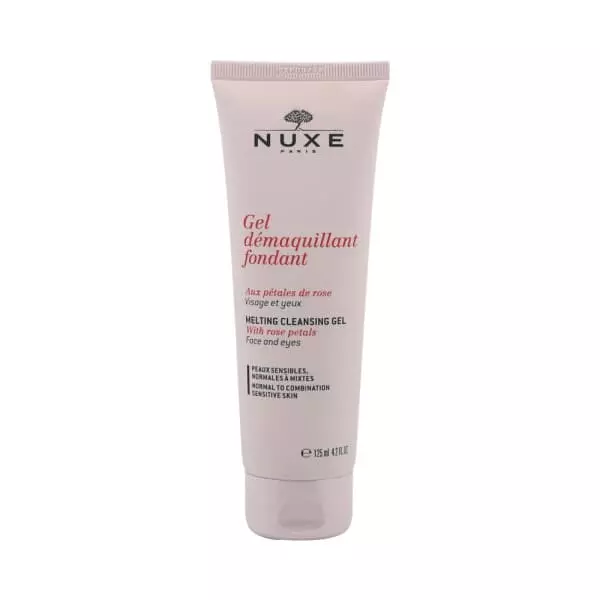 NUXE
PARIS
Gel
démaquillant
fondant
Aux pétales de rose
Visage et yeux
MELTING CLEANSING GEL
With rose petals
Face and eyes
PEAUX SENSIBLES,
NORMALES À MIXTES
NORMAL TO COMBINATION
SENSITIVE SKIN
℮ 125 ml 4.2 FL.OZ.